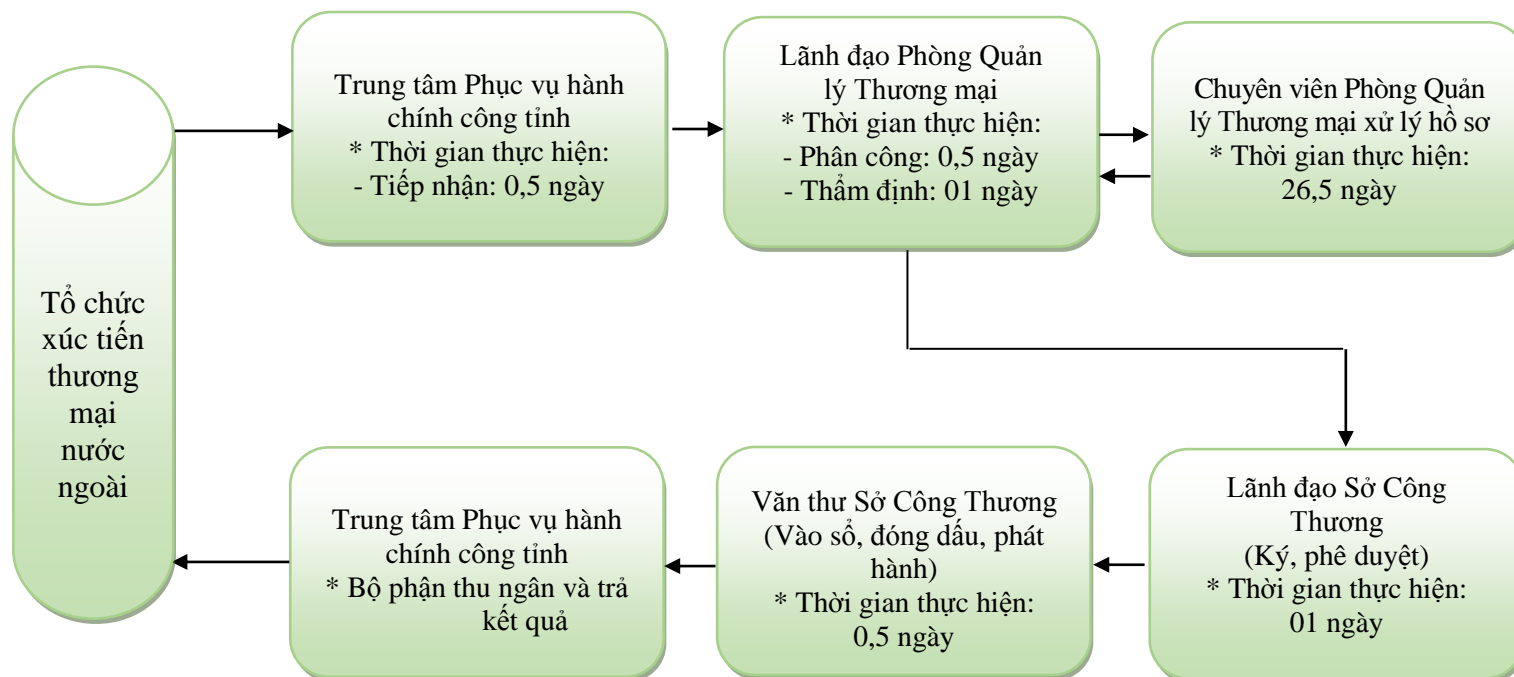 Tổ chức
xúc tiến
thương
mại
nước
ngoài
Trung tâm Phục vụ hành
chính công tỉnh
* Thời gian thực hiện:
- Tiếp nhận: 0,5 ngày
Lãnh đạo Phòng Quản
lý Thương mại
* Thời gian thực hiện:
- Phân công: 0,5 ngày
- Thẩm định: 01 ngày
Chuyên viên Phòng Quản
lý Thương mại xử lý hồ sơ
* Thời gian thực hiện:
26,5 ngày
Lãnh đạo Sở Công
Thương
(Ký, phê duyệt)
* Thời gian thực hiện:
01 ngày
Văn thư Sở Công Thương
(Vào sổ, đóng dấu, phát
hành)
* Thời gian thực hiện:
0,5 ngày
Trung tâm Phục vụ hành
chính công tỉnh
* Bộ phận thu ngân và trả
kết quả